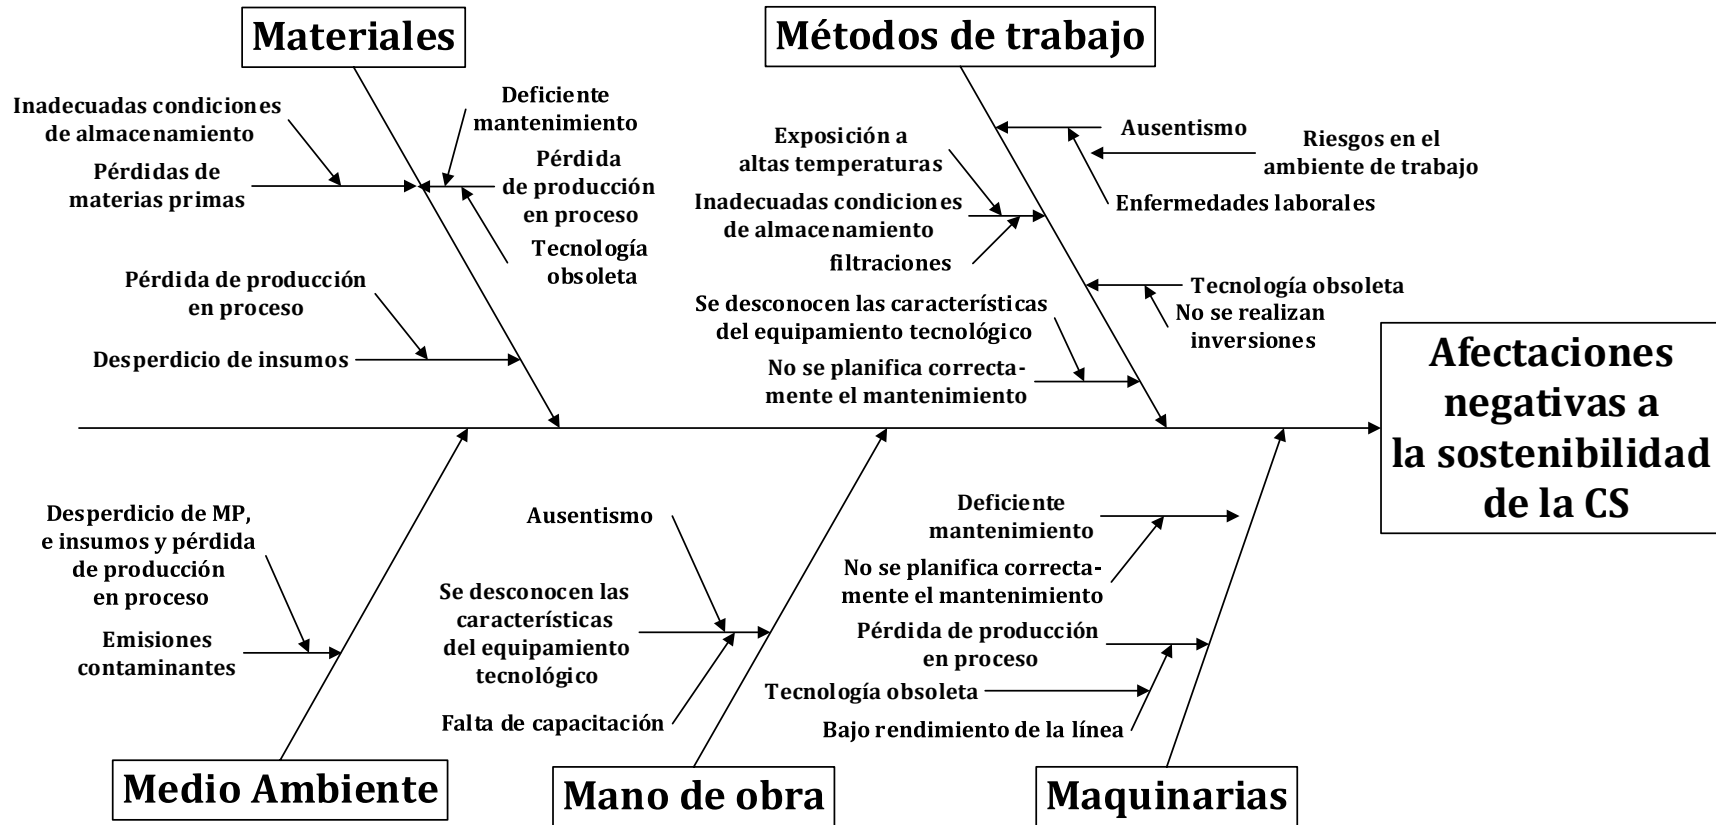 Materiales
Métodos de trabajo
Inadecuadas condiciones
de almacenamiento
Pérdidas de
materias primas
Deficiente
mantenimiento
Pérdida
de producción
en proceso
Tecnología
obsoleta
Pérdida de producción
en proceso
Desperdicio de insumos
Exposición a
altas temperaturas
Inadecuadas condiciones
de almacenamiento
filtraciones
Se desconocen las características
del equipamiento tecnológico
No se planifica correcta-
mente el mantenimiento
Ausentismo
Riesgos en el
ambiente de trabajo
Enfermedades laborales
Tecnología obsoleta
No se realizan
inversiones
Afectaciones
negativas a
la sostenibilidad
de la CS
Desperdicio de MP,
e insumos y pérdida
de producción
en proceso
Emisiones
contaminantes
Ausentismo
Se desconocen las
características
del equipamiento
tecnológico
Falta de capacitación
Deficiente
mantenimiento
No se planifica correcta-
mente el mantenimiento
Pérdida de producción
en proceso
Tecnología obsoleta
Bajo rendimiento de la línea
Medio Ambiente
Mano de obra
Maquinarias